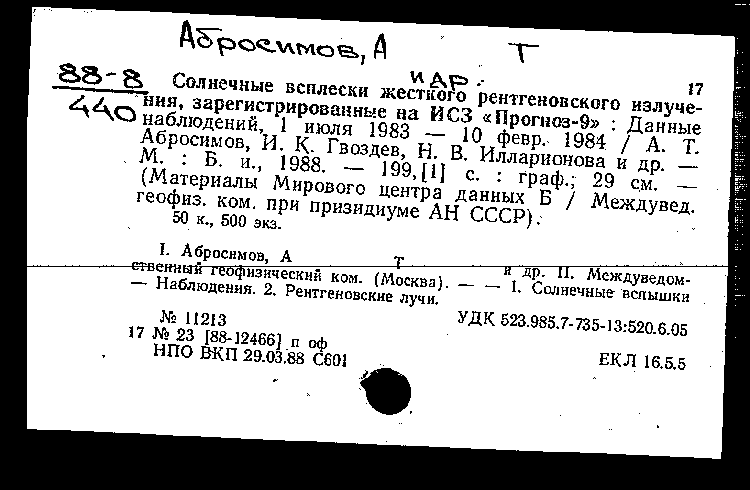 Абросимов, А Т
и др.
88-8
440
17
Солнечные всплески жесткого рентгеновского излуче-
ния, зарегистрированные на ИСЗ «Прогноз-9» : Данные
наблюдений, 1 июля 1983 — 10 февр. 1984 / А. Т.
Абросимов, И. К. Гвоздев, Н. В. Илларионова и др. —
М. : Б. и., 1988. — 199,[1] с. : граф.; 29 см. —
(Материалы Мирового центра данных Б / Междувед.
геофиз. ком. при призидиуме АН СССР).
50 к., 500 экз.
I. Абросимов, А Т и др. II. Междуведом-
ственный геофизический ком. (Москва). — — 1. Солнечные вспышки
— Наблюдения. 2. Рентгеновские лучи.
№ 11213 УДК 523.985.7-735-13:520.6.05
17 № 23 [88-12466] п оф
НПО ВКП 29.03.88 С601 ЕКЛ 16.5.5